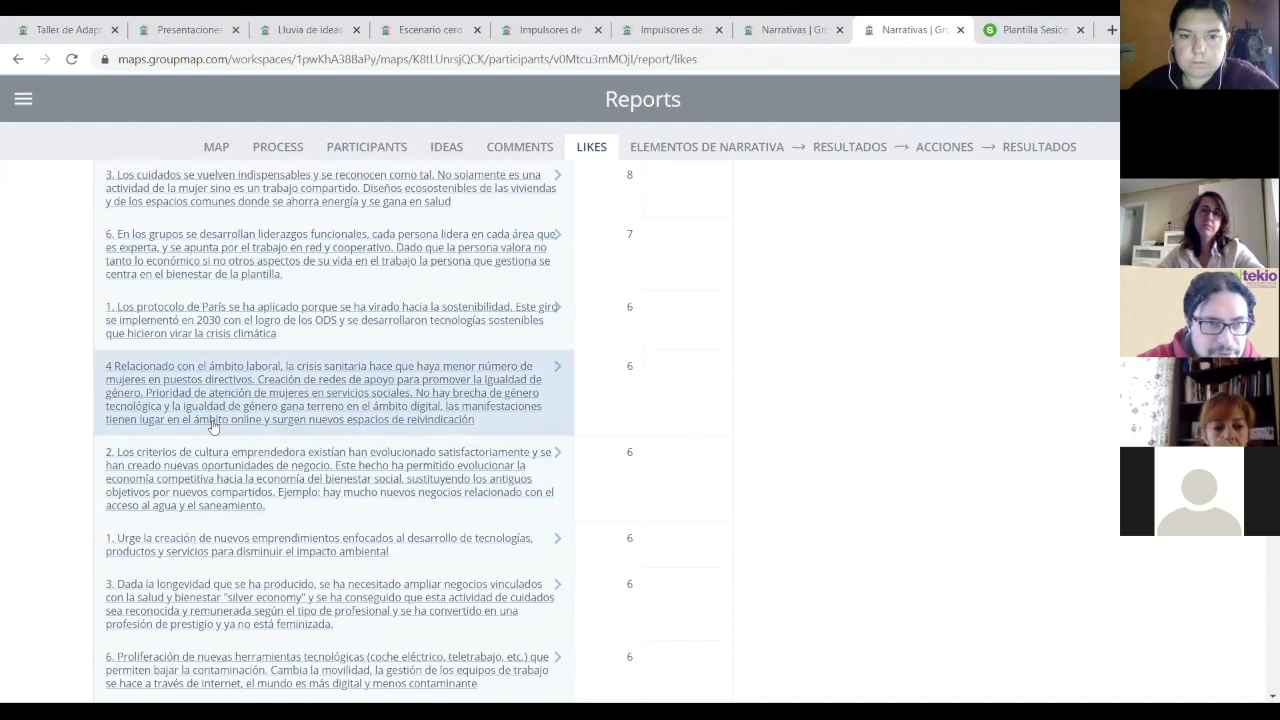 Taller de Adap
Presentacione
Lluvia de ideas
Escenario cero
Impulsores de
Impulsores de
Narrativas | Gro
Narrativas | Gro
Plantilla Sesió
maps.groupmap.com/workspaces/1pwKhA38BaPy/maps/K8tLUnrsjQCK/participants/v0Mtcu3mMOjI/report/likes
Reports
MAP PROCESS PARTICIPANTS IDEAS COMMENTS LIKES ELEMENTOS DE NARRATIVA → RESULTADOS → ACCIONES → RESULTADOS
3. Los cuidados se vuelven indispensables y se reconocen como tal. No solamente es una 8
actividad de la mujer sino es un trabajo compartido. Diseños ecosostenibles de las viviendas
y de los espacios comunes donde se ahorra energía y se gana en salud
6. En los grupos se desarrollan liderazgos funcionales, cada persona lidera en cada área que 7
es experta, y se apunta por el trabajo en red y cooperativo. Dado que la persona valora no
tanto lo económico si no otros aspectos de su vida en el trabajo la persona que gestiona se
centra en el bienestar de la plantilla.
1. Los protocolo de París se ha aplicado porque se ha virado hacia la sostenibilidad. Este giro 6
se implementó en 2030 con el logro de los ODS y se desarrollaron tecnologías sostenibles
que hicieron virar la crisis climática
4 Relacionado con el ámbito laboral, la crisis sanitaria hace que haya menor número de 6
mujeres en puestos directivos. Creación de redes de apoyo para promover la igualdad de
género. Prioridad de atención de mujeres en servicios sociales. No hay brecha de género
tecnológica y la igualdad de género gana terreno en el ámbito digital, las manifestaciones
tienen lugar en el ámbito online y surgen nuevos espacios de reivindicación
2. Los criterios de cultura emprendedora existían han evolucionado satisfactoriamente y se 6
han creado nuevas oportunidades de negocio. Este hecho ha permitido evolucionar la
economía competitiva hacia la economía del bienestar social, sustituyendo los antiguos
objetivos por nuevos compartidos. Ejemplo: hay mucho nuevos negocios relacionado con el
acceso al agua y el saneamiento.
1. Urge la creación de nuevos emprendimientos enfocados al desarrollo de tecnologías, 6
productos y servicios para disminuir el impacto ambiental
3. Dada la longevidad que se ha producido, se ha necesitado ampliar negocios vinculados 6
con la salud y bienestar "silver economy" y se ha conseguido que esta actividad de cuidados
sea reconocida y remunerada según el tipo de profesional y se ha convertido en una
profesión de prestigio y ya no está feminizada.
6. Proliferación de nuevas herramientas tecnológicas (coche eléctrico, teletrabajo, etc.) que 6
permiten bajar la contaminación. Cambia la movilidad, la gestión de los equipos de trabajo
se hace a través de internet, el mundo es más digital y menos contaminante
tekio